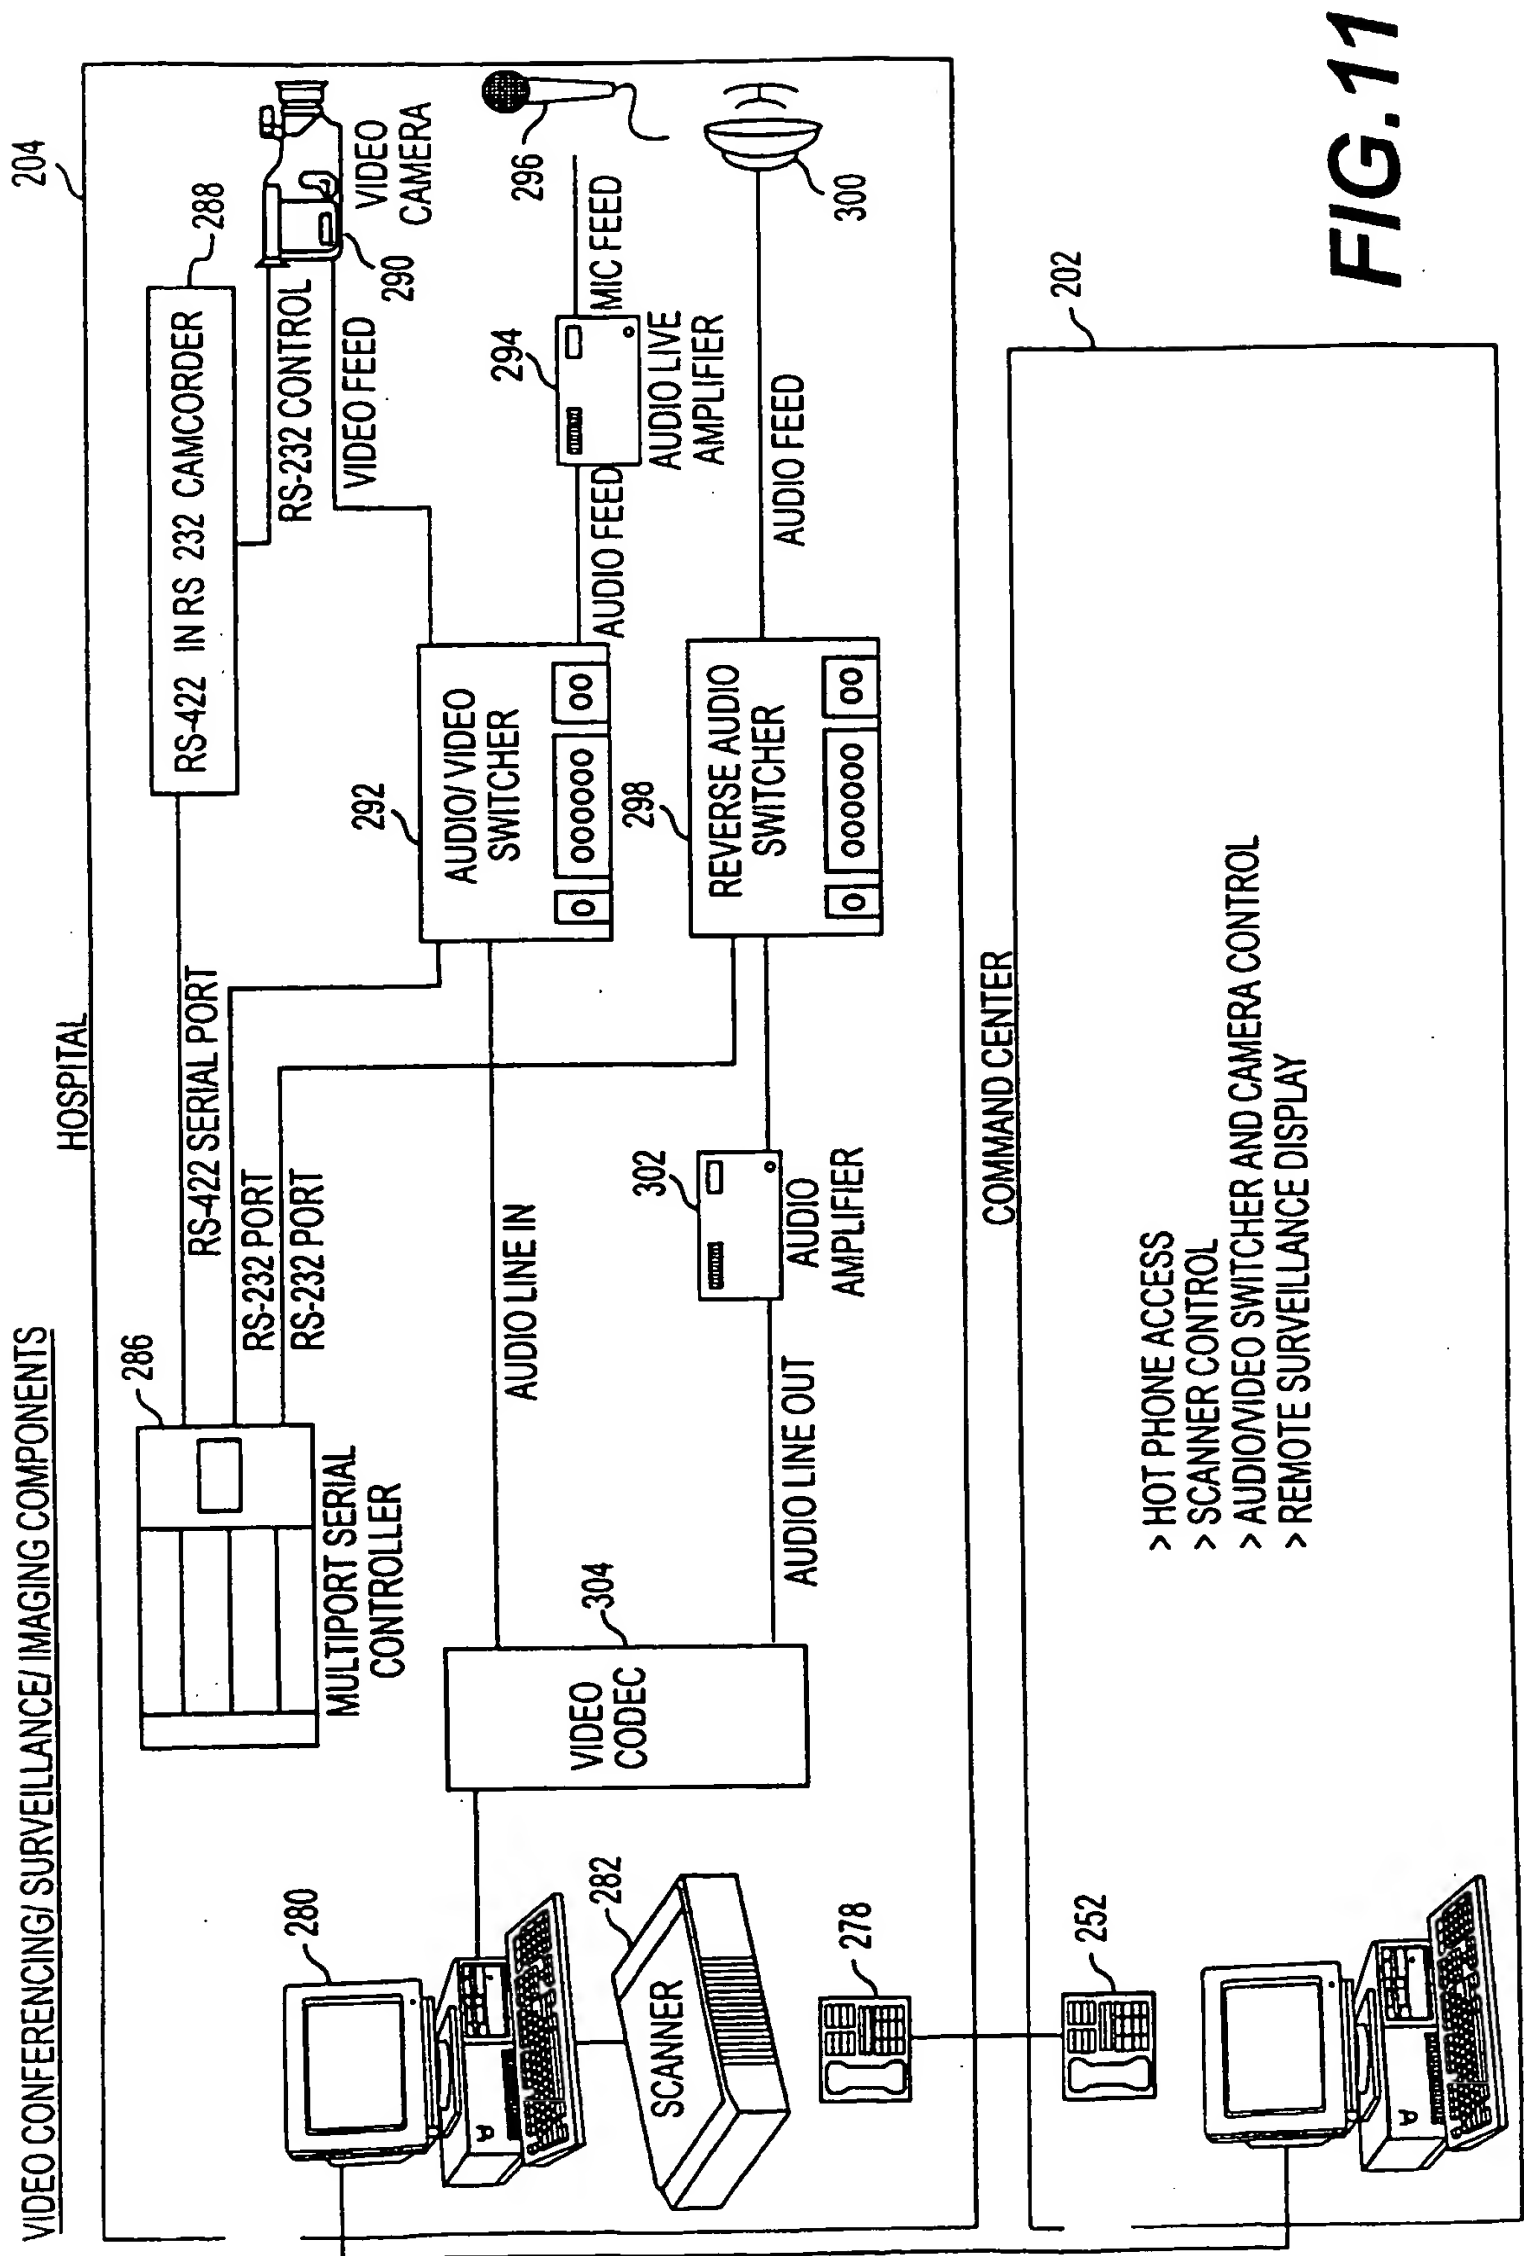 VIDEO CONFERENCING/ SURVEILLANCE/ IMAGING COMPONENTS
HOSPITAL
204
286
MULTIPORT SERIAL
CONTROLLER
RS-422 SERIAL PORT
RS-232 PORT
RS-232 PORT
RS-422 IN RS 232 CAMCORDER
288
RS-232 CONTROL
VIDEO FEED
290
VIDEO
CAMERA
280
VIDEO
CODEC
304
AUDIO LINE IN
292
AUDIO/ VIDEO
SWITCHER
AUDIO FEED
294
AUDIO LIVE
AMPLIFIER
MIC FEED
296
SCANNER
282
AUDIO LINE OUT
302
AUDIO
AMPLIFIER
298
REVERSE AUDIO
SWITCHER
AUDIO FEED
300
278
COMMAND CENTER
202
252
> HOT PHONE ACCESS
> SCANNER CONTROL
> AUDIO/VIDEO SWITCHER AND CAMERA CONTROL
> REMOTE SURVEILLANCE DISPLAY
FIG.11